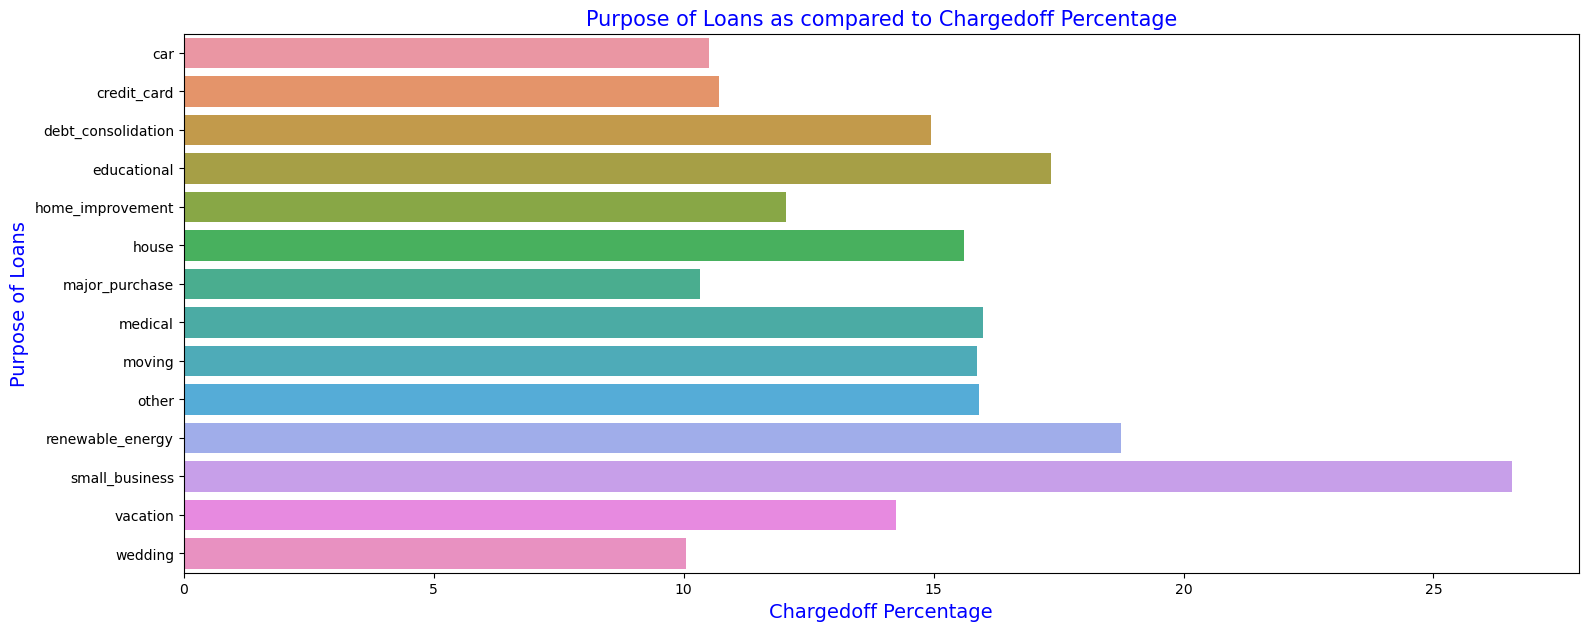 Purpose of Loans as compared to Chargedoff Percentage
Purpose of Loans
car
credit_card
debt_consolidation
educational
home_improvement
house
major_purchase
medical
moving
other
renewable_energy
small_business
vacation
wedding
0 5 10 15 20 25
Chargedoff Percentage